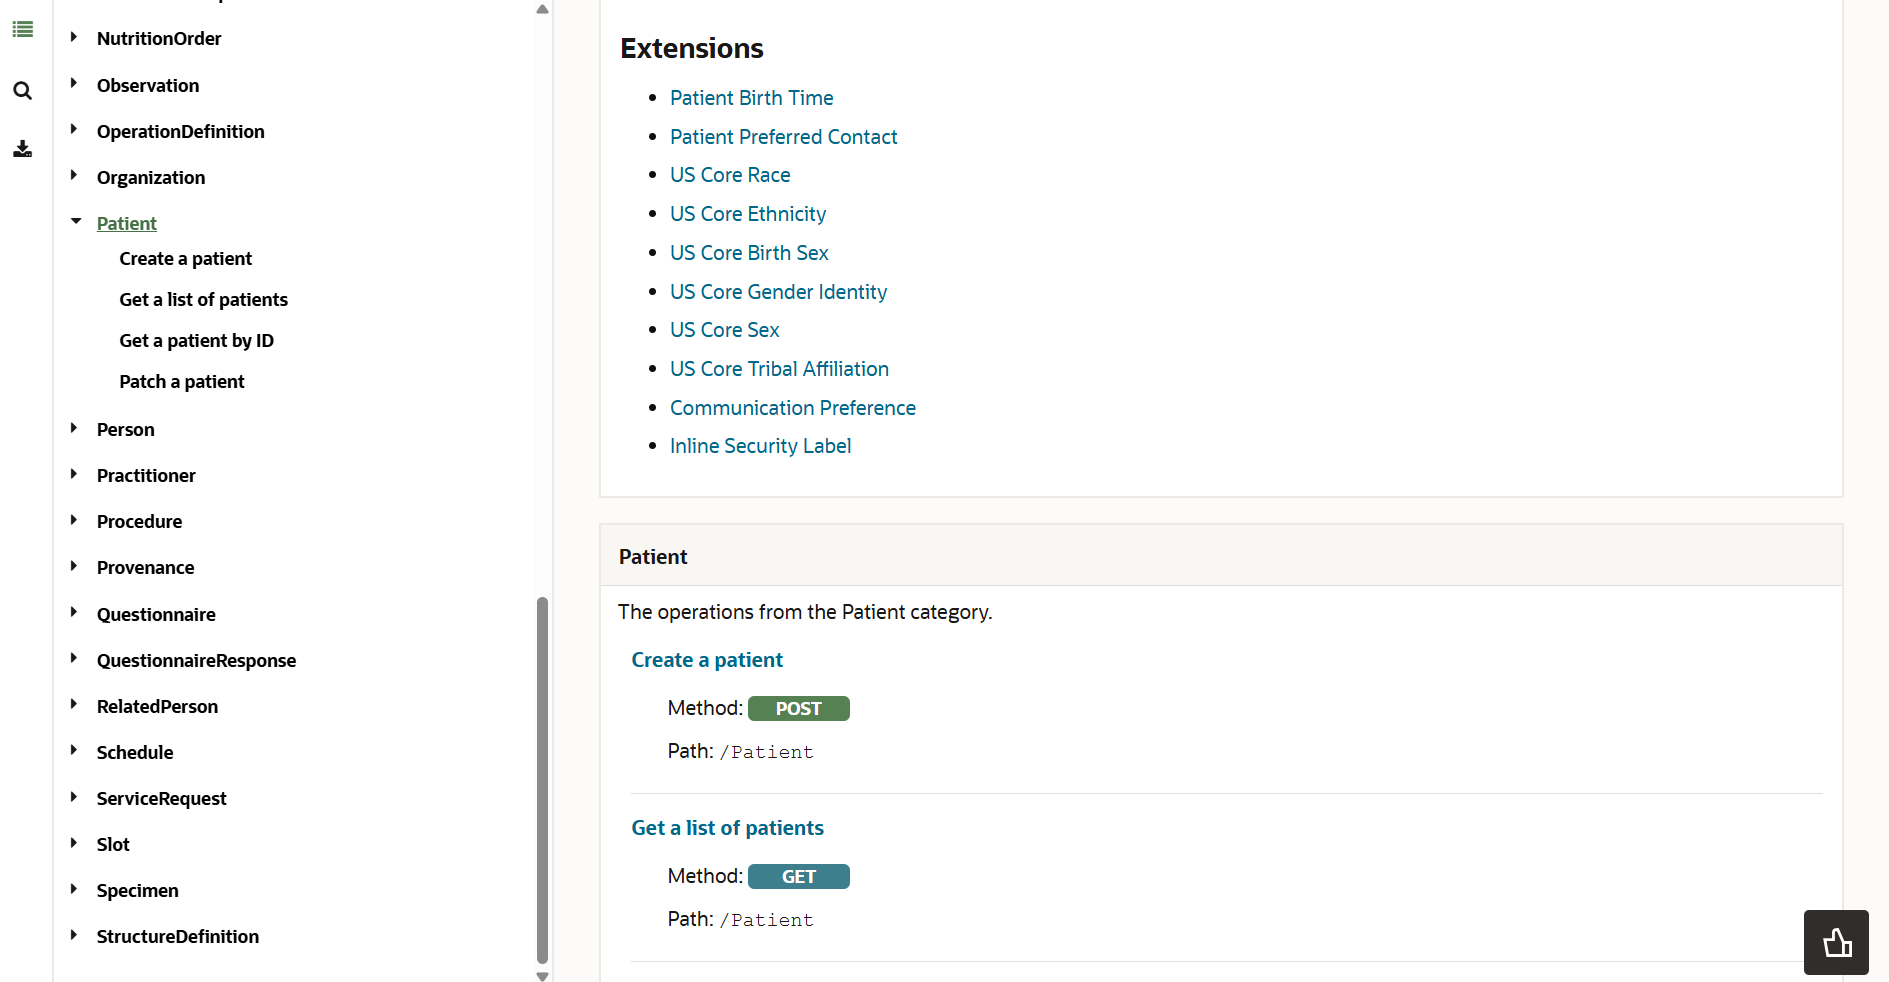 NutritionOrder
Observation
OperationDefinition
Organization
Patient
Create a patient
Get a list of patients
Get a patient by ID
Patch a patient
Person
Practitioner
Procedure
Provenance
Questionnaire
QuestionnaireResponse
RelatedPerson
Schedule
ServiceRequest
Slot
Specimen
StructureDefinition
Extensions
Patient Birth Time
Patient Preferred Contact
US Core Race
US Core Ethnicity
US Core Birth Sex
US Core Gender Identity
US Core Sex
US Core Tribal Affiliation
Communication Preference
Inline Security Label
Patient
The operations from the Patient category.
Create a patient
Method: POST
Path: /Patient
Get a list of patients
Method: GET
Path: /Patient